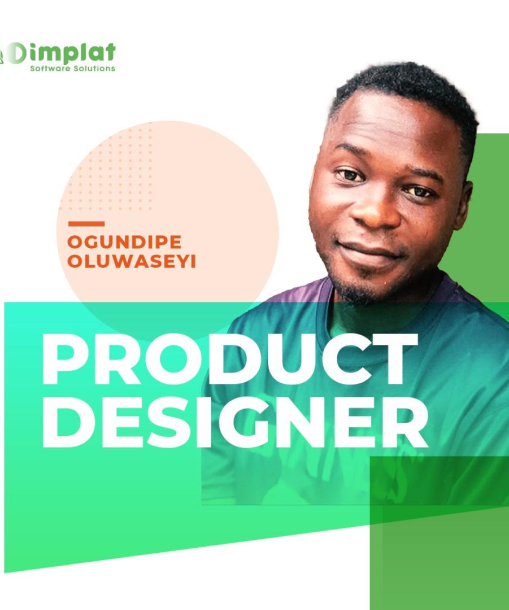 Dimplat
Software Solutions
OGUNDIPE
OLUWASEYI
PRODUCT
DESIGNER